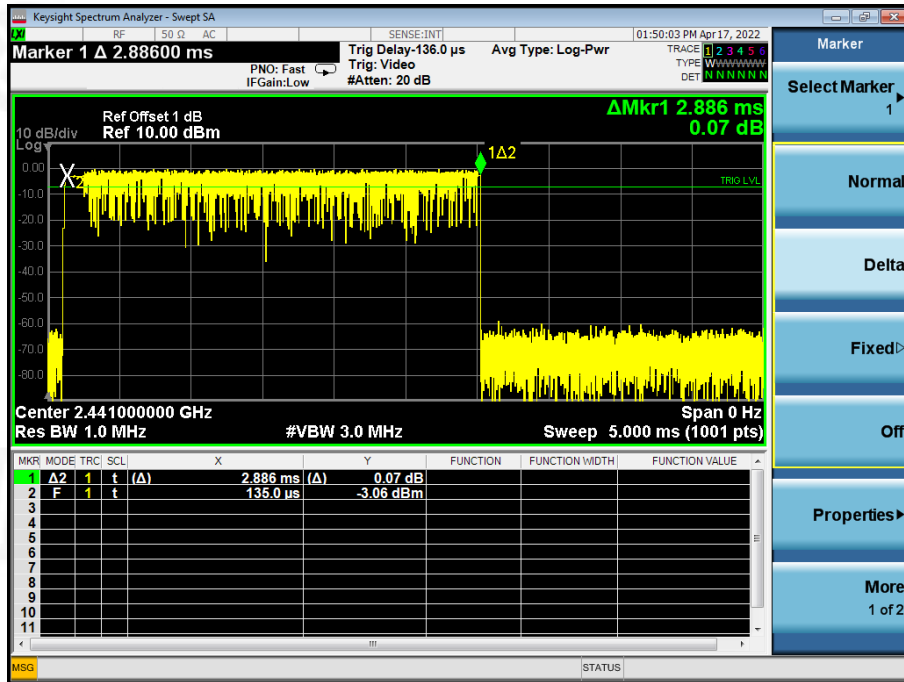 Keysight Spectrum Analyzer - Swept SA
LXI RF 50 Ω AC SENSE:INT 01:50:03 PM Apr 17, 2022
Marker 1 Δ 2.88600 ms
PNO: Fast
IFGain:Low
Trig Delay-136.0 µs
Trig: Video
#Atten: 20 dB
Avg Type: Log-Pwr
TRACE 1 2 3 4 5 6
TYPE WWWWWW
DET N N N N N N
ΔMkr1 2.886 ms
0.07 dB
Ref Offset 1 dB
10 dB/div Ref 10.00 dBm
Log
1Δ2
0.00
2
TRIG LVL
-10.0
-20.0
-30.0
-40.0
-50.0
-60.0
-70.0
-80.0
Center 2.441000000 GHz Span 0 Hz
Res BW 1.0 MHz #VBW 3.0 MHz Sweep 5.000 ms (1001 pts)
MKR MODE TRC SCL X Y FUNCTION FUNCTION WIDTH FUNCTION VALUE
1 Δ2 1 t (Δ) 2.886 ms (Δ) 0.07 dB
2 F 1 t 135.0 µs -3.06 dBm
3
4
5
6
7
8
9
10
11
MSG STATUS
Marker
Select Marker
1
Normal
Delta
Fixed
Off
Properties
More
1 of 2